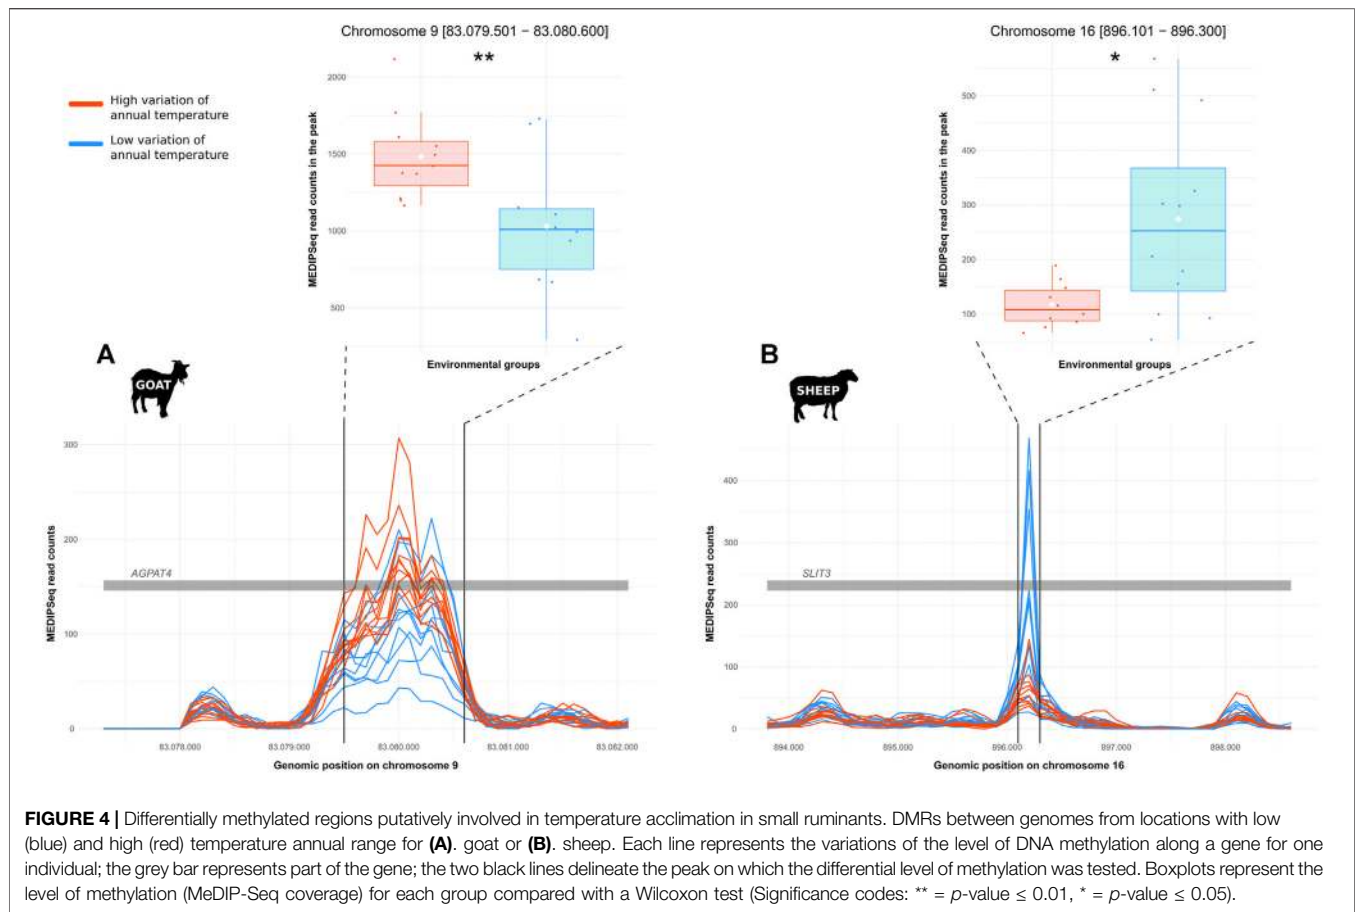 Chromosome 9 [83.079.501 − 83.080.600]
**
High variation of
annual temperature
Low variation of
annual temperature
MEDIPSeq read counts in the peak
2000
1500
1000
500
Environmental groups
A
GOAT
MEDIPSeq read counts
300
200
100
0
AGPAT4
83.078.000
83.079.000
83.080.000
83.081.000
83.082.000
Genomic position on chromosome 9
Chromosome 16 [896.101 − 896.300]
*
MEDIPSeq read counts in the peak
500
400
300
200
100
Environmental groups
B
SHEEP
MEDIPSeq read counts
400
300
200
100
0
SLIT3
894.000
895.000
896.000
897.000
898.000
Genomic position on chromosome 16
FIGURE 4 | Differentially methylated regions putatively involved in temperature acclimation in small ruminants. DMRs between genomes from locations with low
(blue) and high (red) temperature annual range for (A). goat or (B). sheep. Each line represents the variations of the level of DNA methylation along a gene for one
individual; the grey bar represents part of the gene; the two black lines delineate the peak on which the differential level of methylation was tested. Boxplots represent the
level of methylation (MeDIP-Seq coverage) for each group compared with a Wilcoxon test (Significance codes: ** = p-value ≤ 0.01, * = p-value ≤ 0.05).